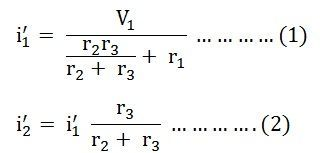 i′₁ = V₁ / (r₂r₃ / (r₂ + r₃) + r₁) … … … … (1)
i′₂ = i′₁ r₃ / (r₂ + r₃) … … … …. (2)